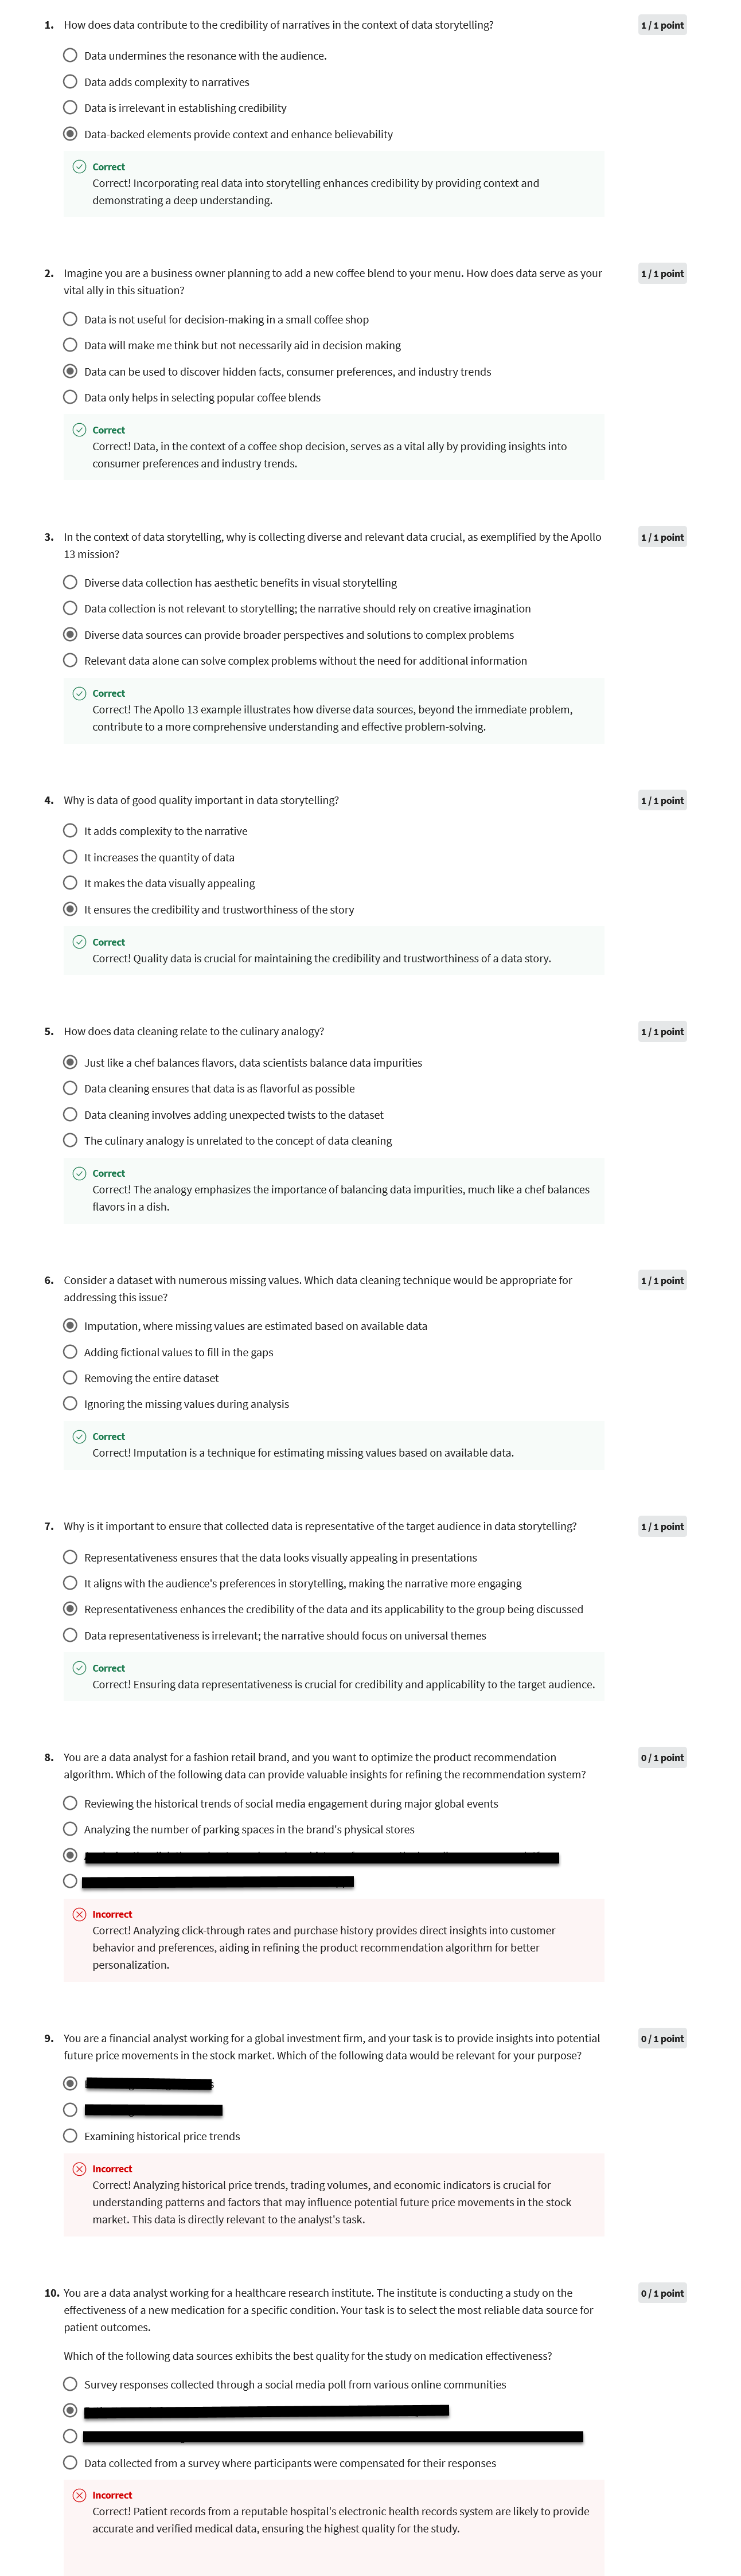 1. How does data contribute to the credibility of narratives in the context of data storytelling?
1 / 1 point
Data undermines the resonance with the audience.
Data adds complexity to narratives
Data is irrelevant in establishing credibility
Data-backed elements provide context and enhance believability
Correct
Correct! Incorporating real data into storytelling enhances credibility by providing context and
demonstrating a deep understanding.
2. Imagine you are a business owner planning to add a new coffee blend to your menu. How does data serve as your
vital ally in this situation?
1 / 1 point
Data is not useful for decision-making in a small coffee shop
Data will make me think but not necessarily aid in decision making
Data can be used to discover hidden facts, consumer preferences, and industry trends
Data only helps in selecting popular coffee blends
Correct
Correct! Data, in the context of a coffee shop decision, serves as a vital ally by providing insights into
consumer preferences and industry trends.
3. In the context of data storytelling, why is collecting diverse and relevant data crucial, as exemplified by the Apollo
13 mission?
1 / 1 point
Diverse data collection has aesthetic benefits in visual storytelling
Data collection is not relevant to storytelling; the narrative should rely on creative imagination
Diverse data sources can provide broader perspectives and solutions to complex problems
Relevant data alone can solve complex problems without the need for additional information
Correct
Correct! The Apollo 13 example illustrates how diverse data sources, beyond the immediate problem,
contribute to a more comprehensive understanding and effective problem-solving.
4. Why is data of good quality important in data storytelling?
1 / 1 point
It adds complexity to the narrative
It increases the quantity of data
It makes the data visually appealing
It ensures the credibility and trustworthiness of the story
Correct
Correct! Quality data is crucial for maintaining the credibility and trustworthiness of a data story.
5. How does data cleaning relate to the culinary analogy?
1 / 1 point
Just like a chef balances flavors, data scientists balance data impurities
Data cleaning ensures that data is as flavorful as possible
Data cleaning involves adding unexpected twists to the dataset
The culinary analogy is unrelated to the concept of data cleaning
Correct
Correct! The analogy emphasizes the importance of balancing data impurities, much like a chef balances
flavors in a dish.
6. Consider a dataset with numerous missing values. Which data cleaning technique would be appropriate for
addressing this issue?
1 / 1 point
Imputation, where missing values are estimated based on available data
Adding fictional values to fill in the gaps
Removing the entire dataset
Ignoring the missing values during analysis
Correct
Correct! Imputation is a technique for estimating missing values based on available data.
7. Why is it important to ensure that collected data is representative of the target audience in data storytelling?
1 / 1 point
Representativeness ensures that the data looks visually appealing in presentations
It aligns with the audience's preferences in storytelling, making the narrative more engaging
Representativeness enhances the credibility of the data and its applicability to the group being discussed
Data representativeness is irrelevant; the narrative should focus on universal themes
Correct
Correct! Ensuring data representativeness is crucial for credibility and applicability to the target audience.
8. You are a data analyst for a fashion retail brand, and you want to optimize the product recommendation
algorithm. Which of the following data can provide valuable insights for refining the recommendation system?
0 / 1 point
Reviewing the historical trends of social media engagement during major global events
Analyzing the number of parking spaces in the brand's physical stores
Incorrect
Correct! Analyzing click-through rates and purchase history provides direct insights into customer
behavior and preferences, aiding in refining the product recommendation algorithm for better
personalization.
9. You are a financial analyst working for a global investment firm, and your task is to provide insights into potential
future price movements in the stock market. Which of the following data would be relevant for your purpose?
0 / 1 point
Examining historical price trends
Incorrect
Correct! Analyzing historical price trends, trading volumes, and economic indicators is crucial for
understanding patterns and factors that may influence potential future price movements in the stock
market. This data is directly relevant to the analyst's task.
10. You are a data analyst working for a healthcare research institute. The institute is conducting a study on the
effectiveness of a new medication for a specific condition. Your task is to select the most reliable data source for
patient outcomes.
0 / 1 point
Which of the following data sources exhibits the best quality for the study on medication effectiveness?
Survey responses collected through a social media poll from various online communities
Data collected from a survey where participants were compensated for their responses
Incorrect
Correct! Patient records from a reputable hospital's electronic health records system are likely to provide
accurate and verified medical data, ensuring the highest quality for the study.